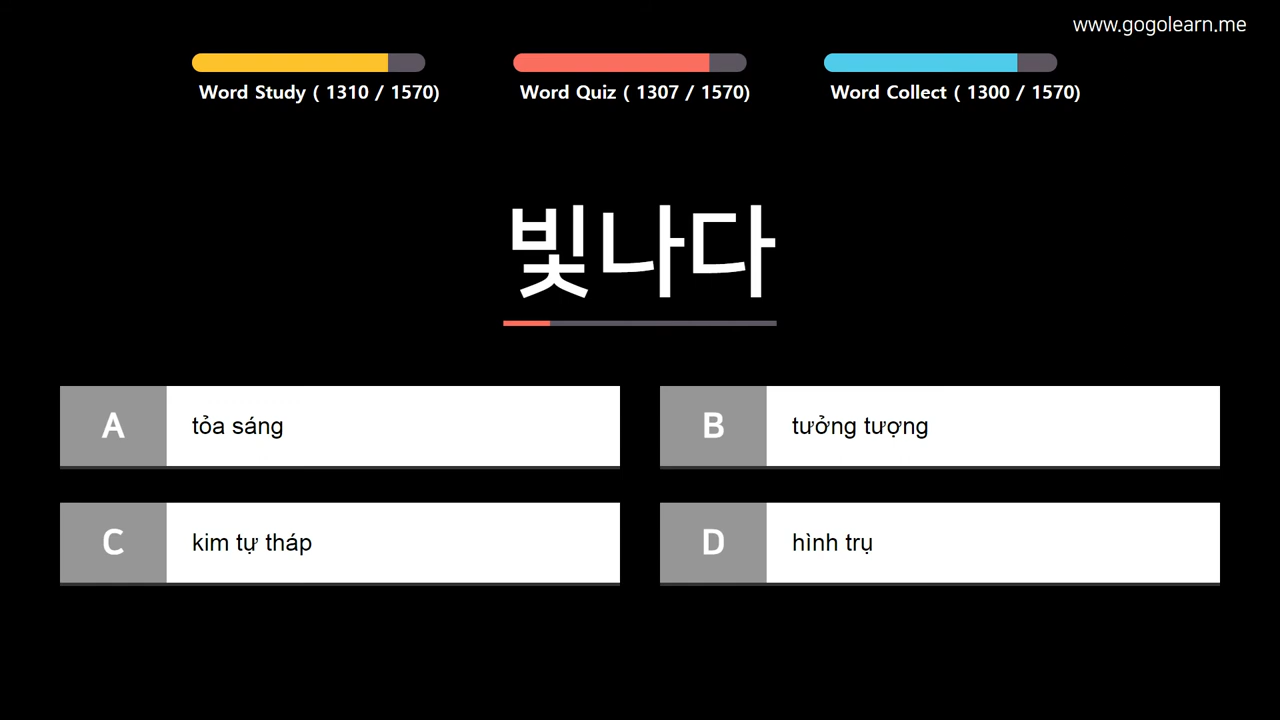 www.gogolearn.me
Word Study ( 1310 / 1570)
Word Quiz ( 1307 / 1570)
Word Collect ( 1300 / 1570)
빛나다
A tỏa sáng
B tưởng tượng
C kim tự tháp
D hình trụ